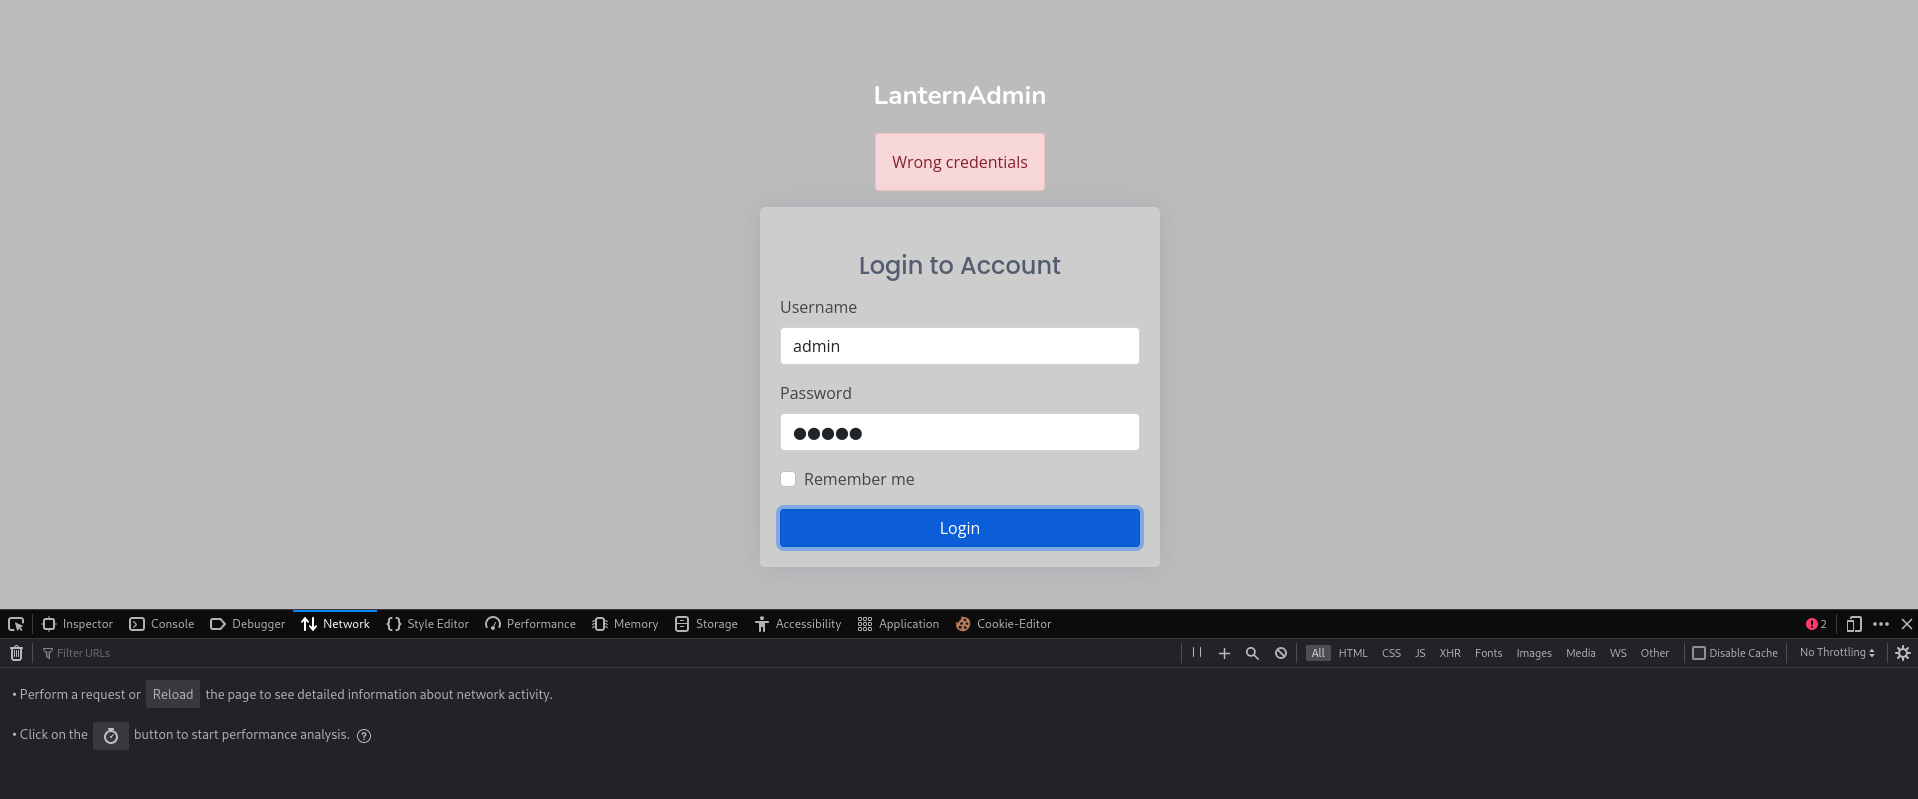 LanternAdmin
Wrong credentials
Login to Account
Username
admin
Password
●●●●●
Remember me
Login
Inspector Console Debugger Network Style Editor Performance Memory Storage Accessibility Application Cookie-Editor 2
Filter URLs All HTML CSS JS XHR Fonts Images Media WS Other Disable Cache No Throttling
• Perform a request or Reload the page to see detailed information about network activity.
• Click on the button to start performance analysis. ?